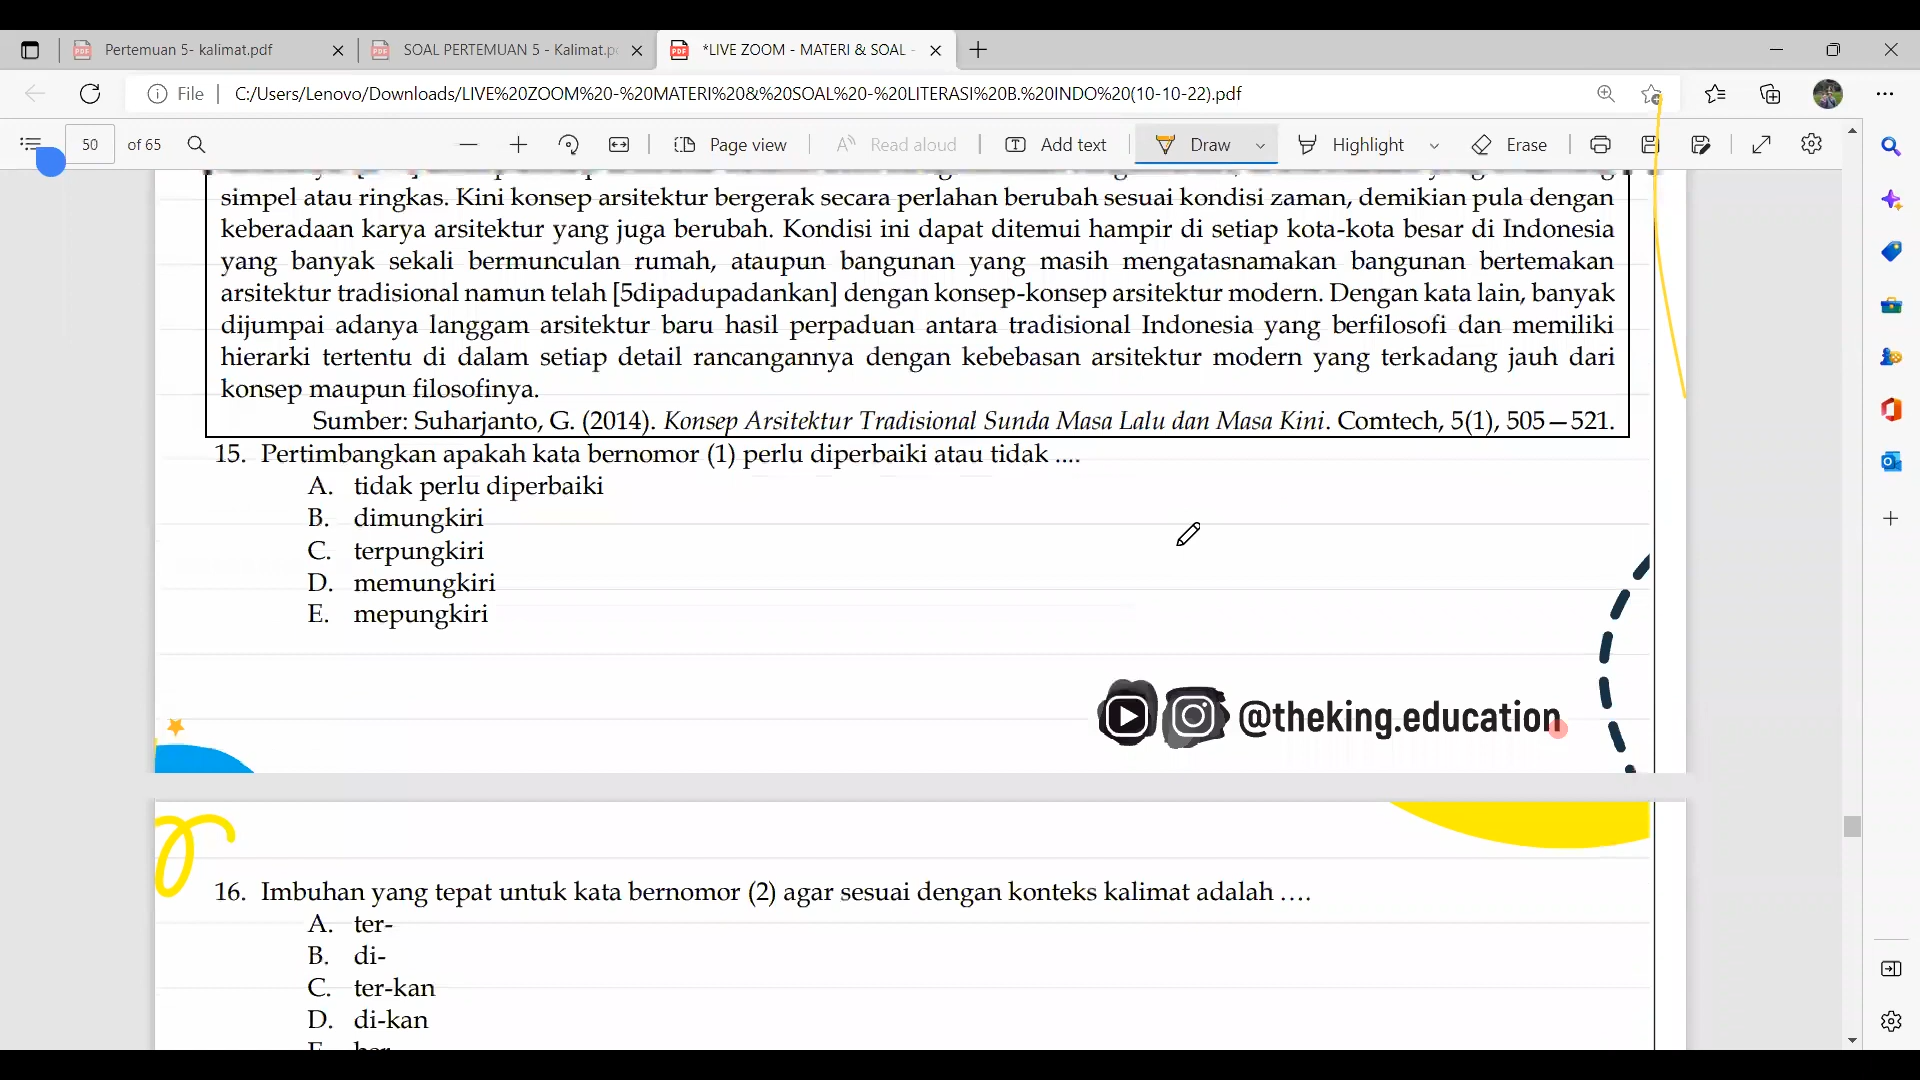 Pertemuan 5- kalimat.pdf
SOAL PERTEMUAN 5 - Kalimat.p
*LIVE ZOOM - MATERI & SOAL -
File
C:/Users/Lenovo/Downloads/LIVE%20ZOOM%20-%20MATERI%20&%20SOAL%20-%20LITERASI%20B.%20INDO%20(10-10-22).pdf
50 of 65
Page view
Read aloud
Add text
Draw
Highlight
Erase
simpel atau ringkas. Kini konsep arsitektur bergerak secara perlahan berubah sesuai kondisi zaman, demikian pula dengan
keberadaan karya arsitektur yang juga berubah. Kondisi ini dapat ditemui hampir di setiap kota-kota besar di Indonesia
yang banyak sekali bermunculan rumah, ataupun bangunan yang masih mengatasnamakan bangunan bertemakan
arsitektur tradisional namun telah [5dipadupadankan] dengan konsep-konsep arsitektur modern. Dengan kata lain, banyak
dijumpai adanya langgam arsitektur baru hasil perpaduan antara tradisional Indonesia yang berfilosofi dan memiliki
hierarki tertentu di dalam setiap detail rancangannya dengan kebebasan arsitektur modern yang terkadang jauh dari
konsep maupun filosofinya.
Sumber: Suharjanto, G. (2014). Konsep Arsitektur Tradisional Sunda Masa Lalu dan Masa Kini. Comtech, 5(1), 505—521.
15. Pertimbangkan apakah kata bernomor (1) perlu diperbaiki atau tidak ....
A. tidak perlu diperbaiki
B. dimungkiri
C. terpungkiri
D. memungkiri
E. mepungkiri
@theking.education
16. Imbuhan yang tepat untuk kata bernomor (2) agar sesuai dengan konteks kalimat adalah ....
A. ter-
B. di-
C. ter-kan
D. di-kan